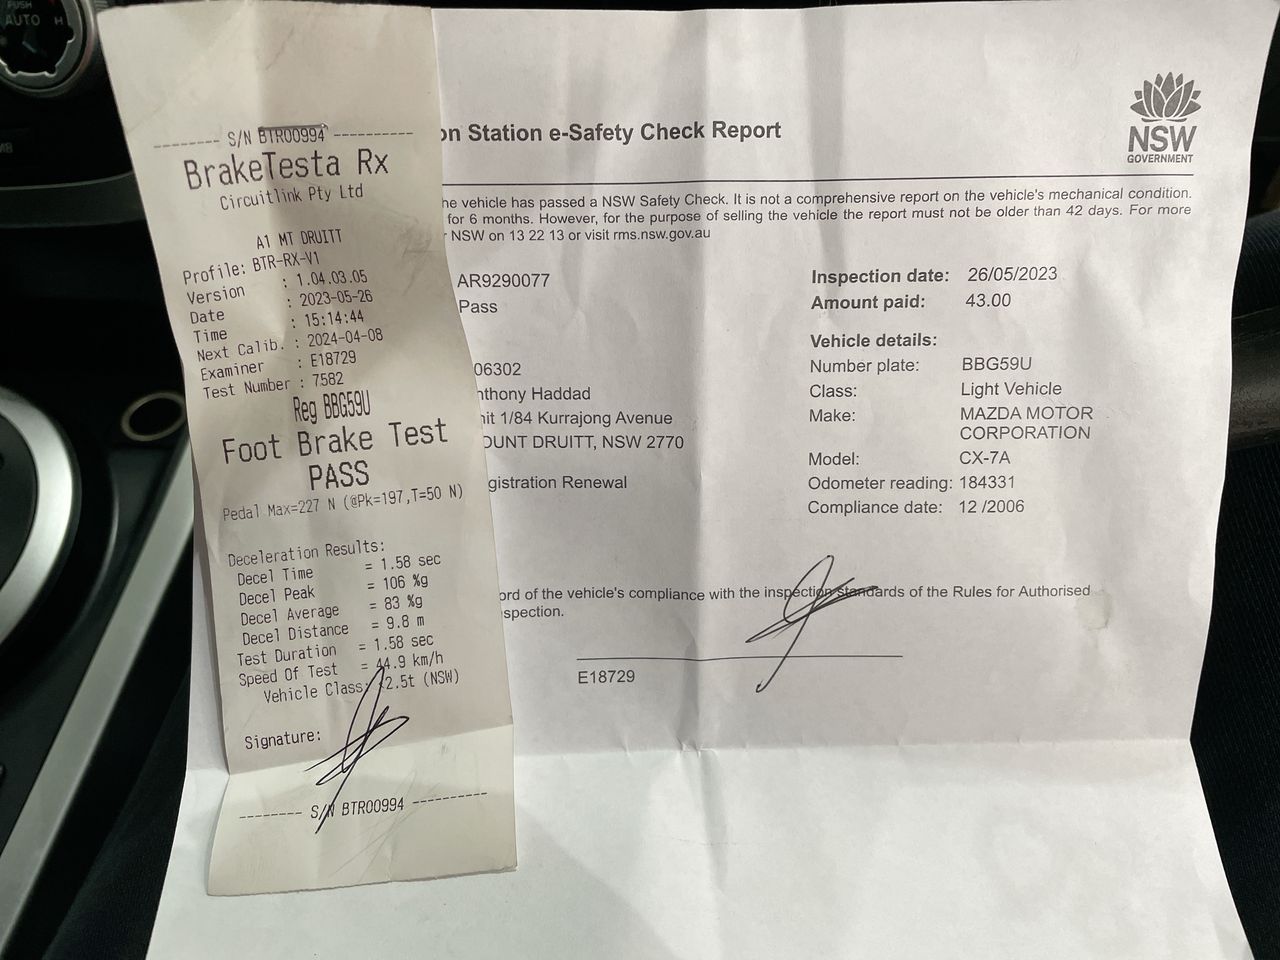 PUSH
AUTO
S/N BTR00994
BrakeTesta Rx
Circuitlink Pty Ltd
A1 MT DRUITT
Profile: BTR-RX-V1
Version : 1.04.03.05
Date : 2023-05-26
Time : 15:14:44
Next Calib. : 2024-04-08
Examiner : E18729
Test Number : 7582
Reg BBG59U
Foot Brake Test
PASS
Pedal Max=227 N (@Pk=197,T=50 N)
Deceleration Results:
Decel Time = 1.58 sec
Decel Peak = 106 %g
Decel Average = 83 %g
Decel Distance = 9.8 m
Test Duration = 1.58 sec
Speed Of Test = 44.9 km/h
Vehicle Class: <2.5t (NSW)
Signature:
S/N BTR00994
on Station e-Safety Check Report
NSW
GOVERNMENT
he vehicle has passed a NSW Safety Check. It is not a comprehensive report on the vehicle's mechanical condition.
for 6 months. However, for the purpose of selling the vehicle the report must not be older than 42 days. For more
NSW on 13 22 13 or visit rms.nsw.gov.au
AR9290077
Pass
06302
nthony Haddad
nit 1/84 Kurrajong Avenue
OUNT DRUITT, NSW 2770
gistration Renewal
Inspection date: 26/05/2023
Amount paid: 43.00
Vehicle details:
Number plate: BBG59U
Class: Light Vehicle
Make: MAZDA MOTOR
CORPORATION
Model: CX-7A
Odometer reading: 184331
Compliance date: 12 /2006
ord of the vehicle's compliance with the inspection standards of the Rules for Authorised
spection.
E18729